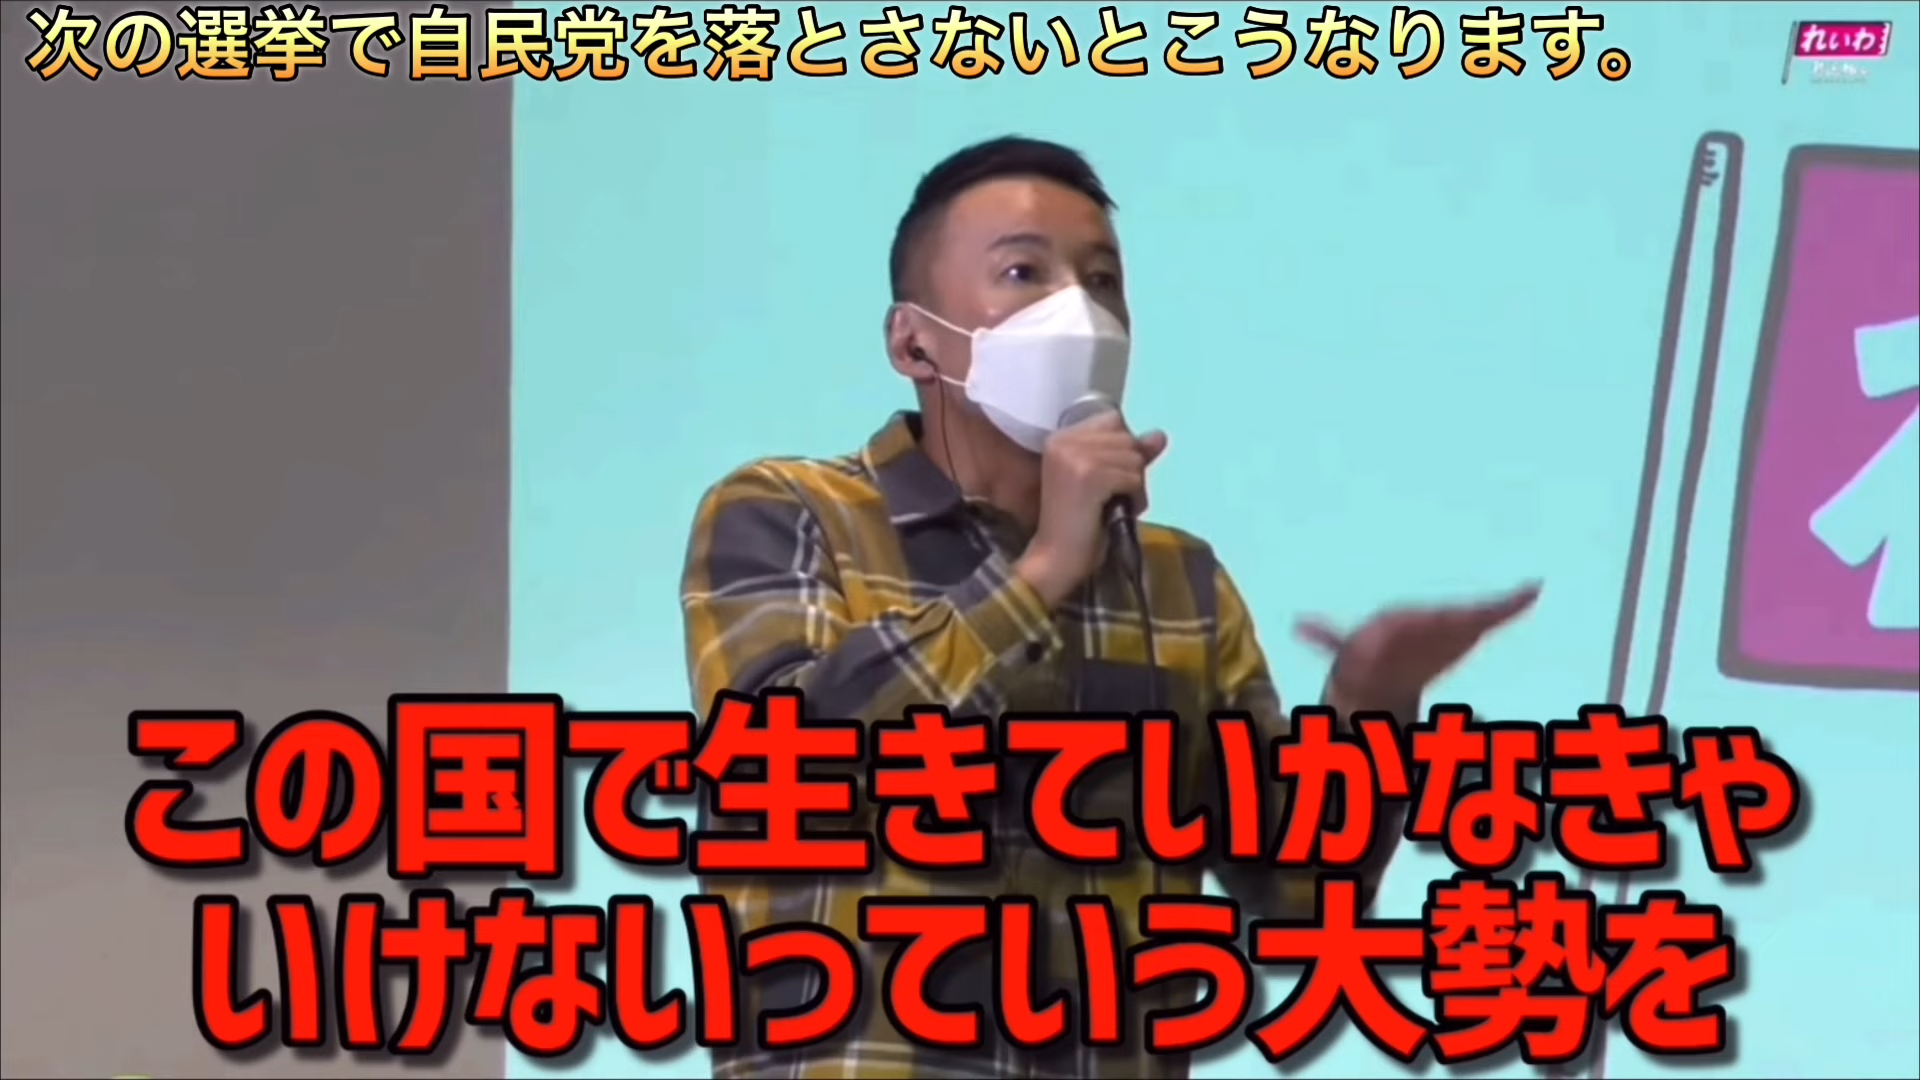 次の選挙で自民党を落とさないとこうなります。
れいわ
この国で生きていかなきゃ
いけないっていう大勢を